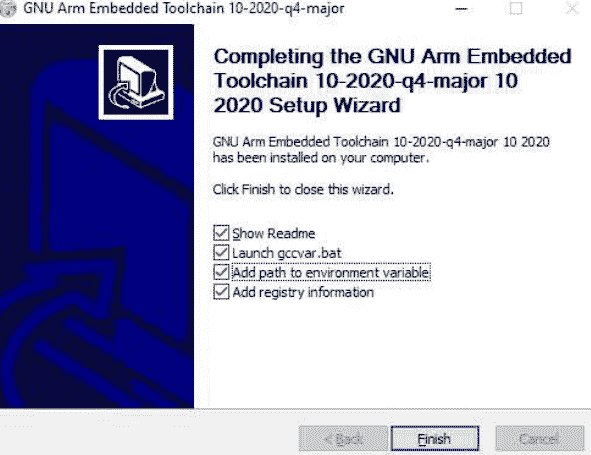 GNU Arm Embedded Toolchain 10-2020-q4-major
Completing the GNU Arm Embedded
Toolchain 10-2020-q4-major 10
2020 Setup Wizard
GNU Arm Embedded Toolchain 10-2020-q4-major 10 2020
has been installed on your computer.
Click Finish to close this wizard.
Show Readme
Launch gccvar.bat
Add path to environment variable
Add registry information
< Back
Finish
Cancel